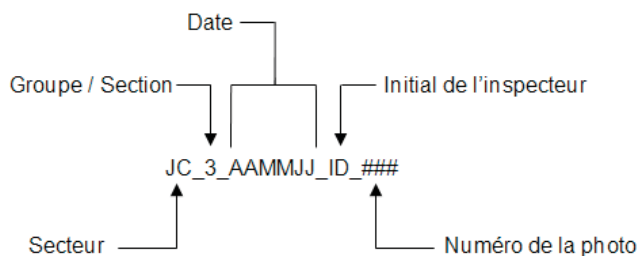 Date
Groupe / Section
Initial de l'inspecteur
JC_3_AAMMJJ_ID_###
Secteur
Numéro de la photo